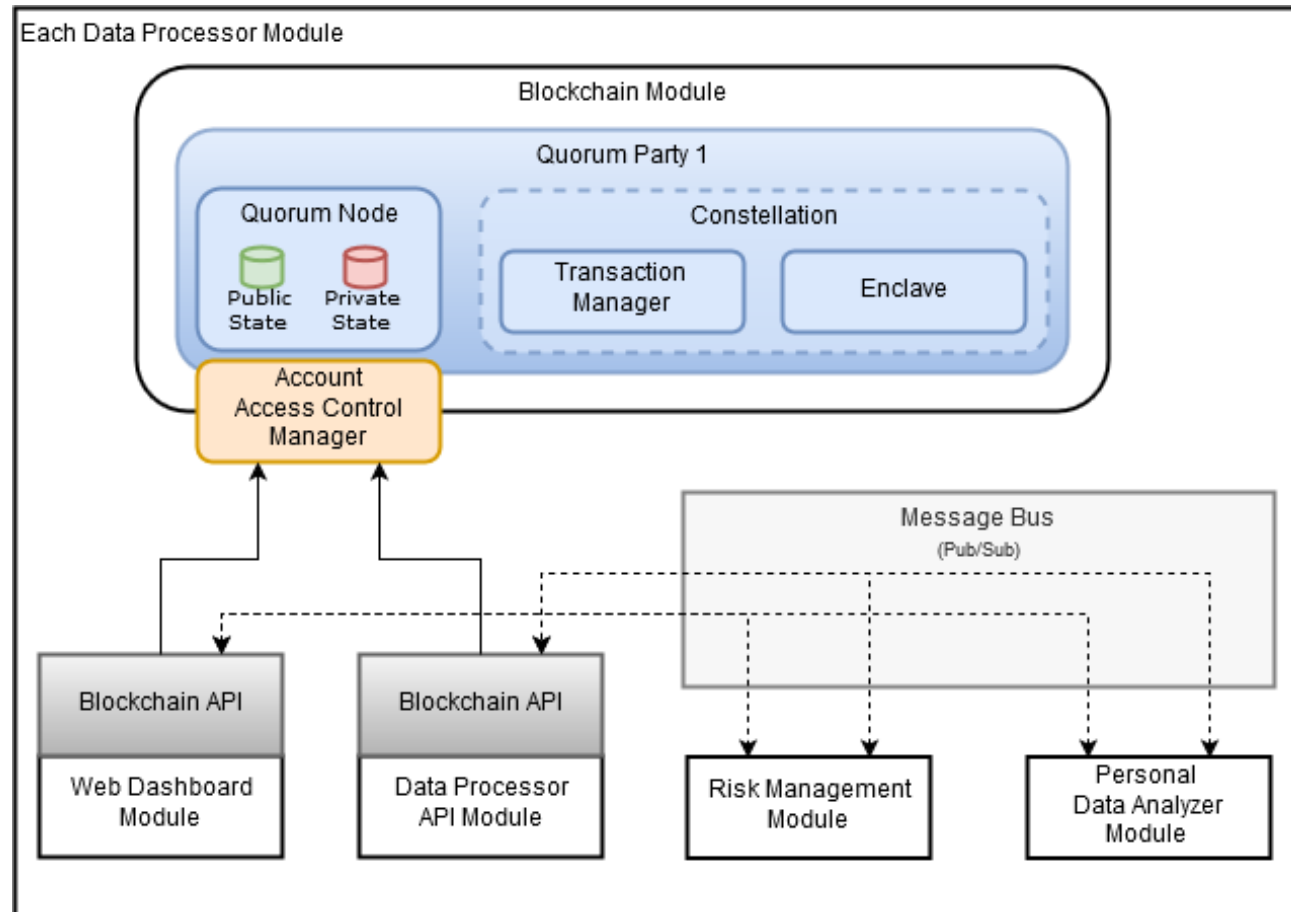 Each Data Processor Module
Blockchain Module
Quorum Party 1
Quorum Node
Public
State
Private
State
Constellation
Transaction
Manager
Enclave
Account
Access Control
Manager
Message Bus
(Pub/Sub)
Blockchain API
Web Dashboard
Module
Blockchain API
Data Processor
API Module
Risk Management
Module
Personal
Data Analyzer
Module